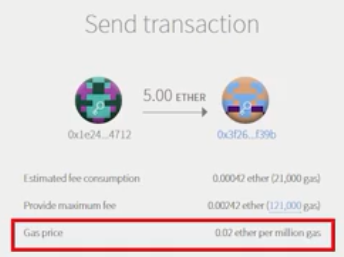 Send transaction
5.00 ETHER
0x1e24...4712
0x3f26...f39b
Estimated fee consumption 0.00042 ether (21,000 gas)
Provide maximum fee 0.00242 ether (121,000 gas)
Gas price 0.02 ether per million gas